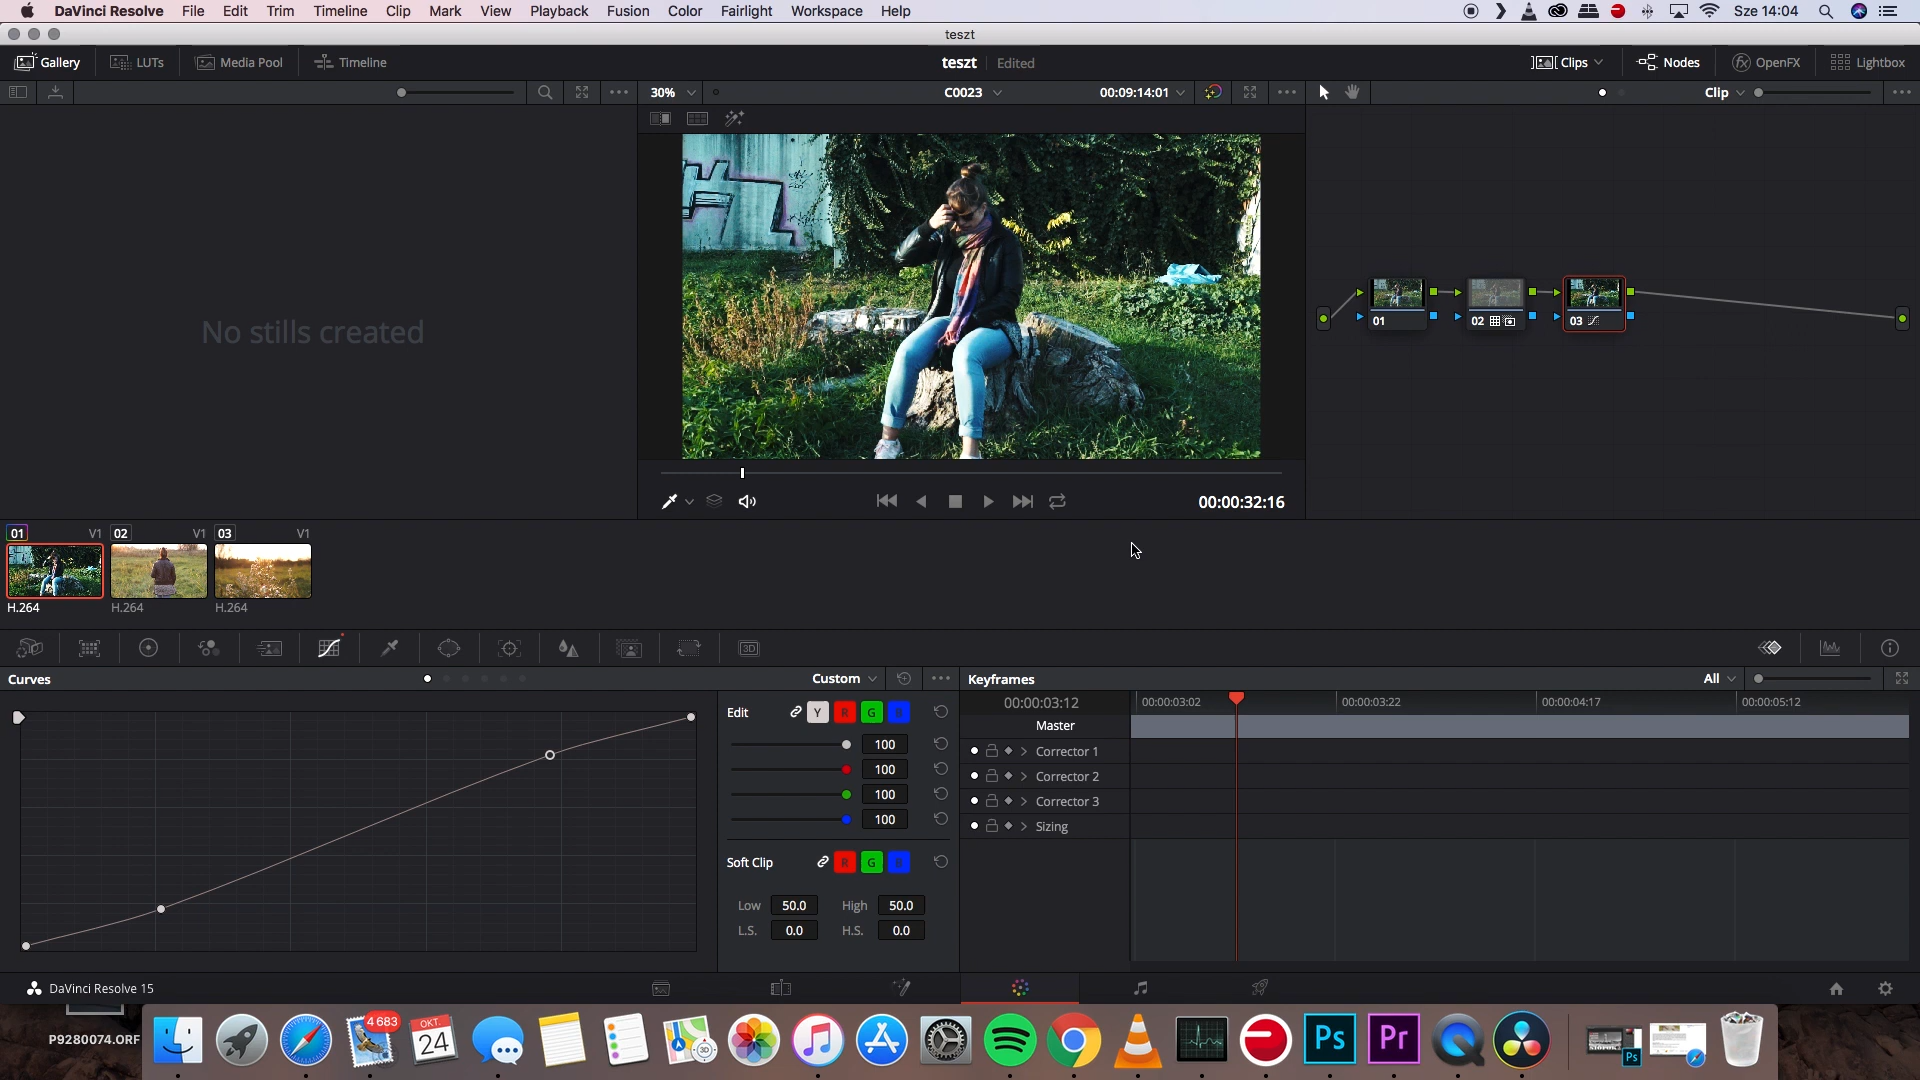 DaVinci Resolve File Edit Trim Timeline Clip Mark View Playback Fusion Color Fairlight Workspace Help Sze 14:04
teszt
Gallery LUTs Media Pool Timeline teszt Edited Clips Nodes OpenFX Lightbox
30% C0023 00:09:14:01 Clip
No stills created
01
02
03
00:00:32:16
01 V1 02 V1 03 V1
H.264 H.264 H.264
3D
Curves Custom Keyframes All
Edit Y R G B
100
100
100
100
Soft Clip R G B
Low 50.0 High 50.0
L.S. 0.0 H.S. 0.0
00:00:03:12 00:00:03:02 00:00:03:22 00:00:04:17 00:00:05:12
Master
Corrector 1
Corrector 2
Corrector 3
Sizing
DaVinci Resolve 15
P9280074.ORF
4 683
OKT.
24
3D
Ps
Pr
Ps